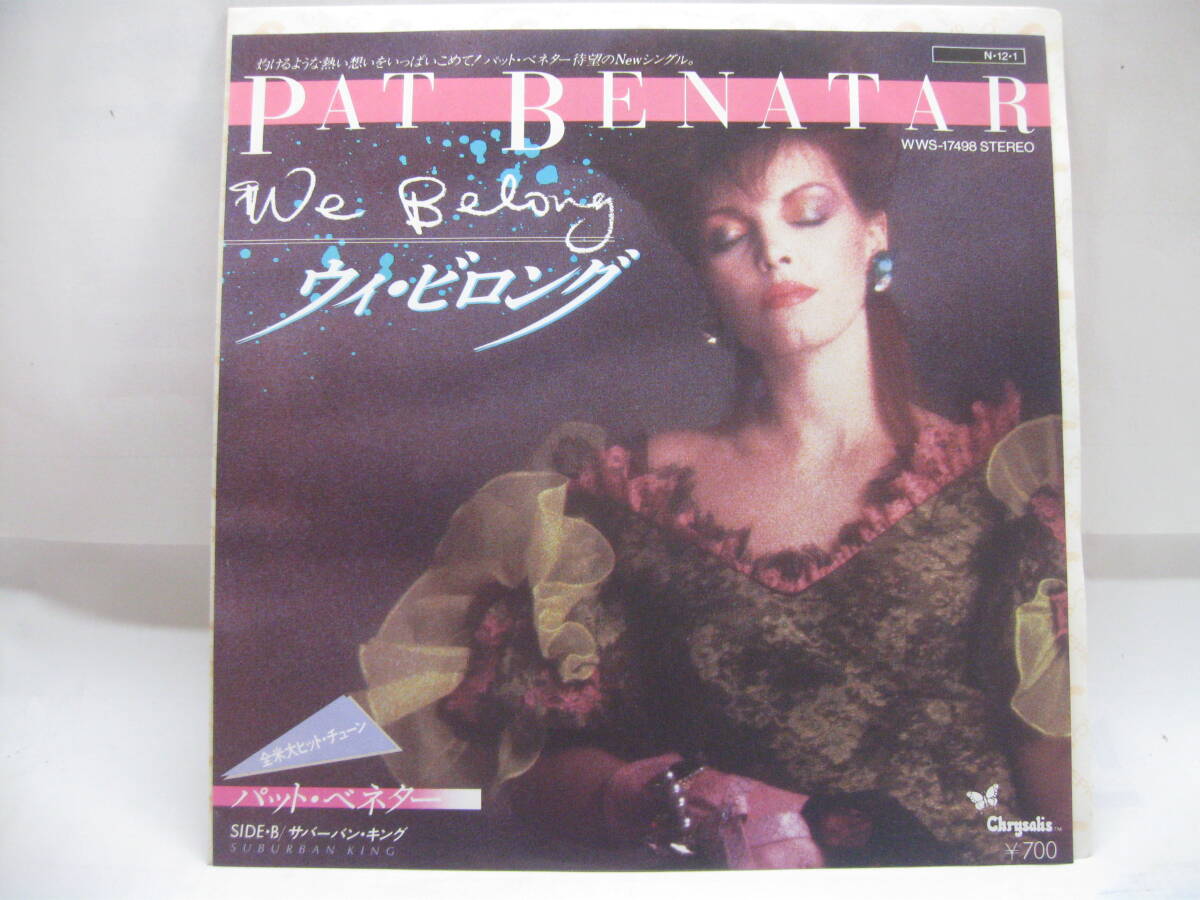 灼けるような熱い想いをいっぱいこめて!パット・ベネター待望のNewシングル。
N・12・1
PAT BENATAR
WWS-17498 STEREO
We Belong
ウィ・ビロング
全米大ヒット・チューン
パット・ベネター
SIDE・B/サバーバン・キング
SUBURBAN KING
Chrysalis™
¥700